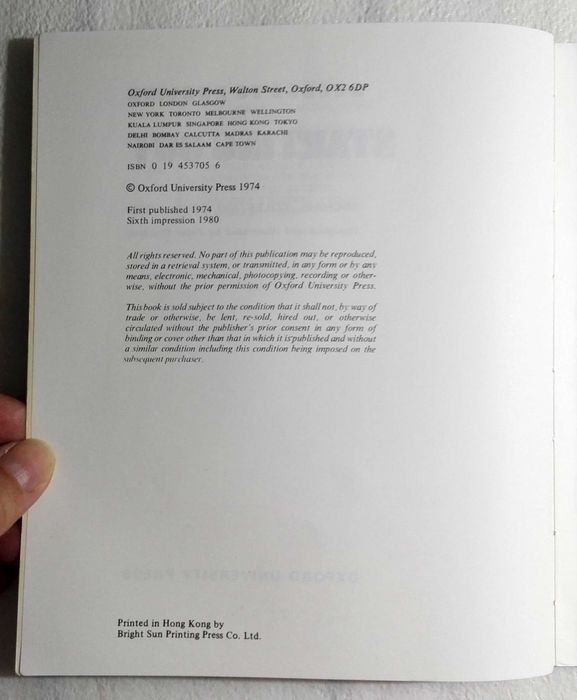 Oxford University Press, Walton Street, Oxford, OX2 6DP
OXFORD LONDON GLASGOW
NEW YORK TORONTO MELBOURNE WELLINGTON
KUALA LUMPUR SINGAPORE HONG KONG TOKYO
DELHI BOMBAY CALCUTTA MADRAS KARACHI
NAIROBI DAR ES SALAAM CAPE TOWN
ISBN 0 19 453705 6
© Oxford University Press 1974
First published 1974
Sixth impression 1980
All rights reserved. No part of this publication may be reproduced,
stored in a retrieval system, or transmitted, in any form or by any
means, electronic, mechanical, photocopying, recording or other-
wise, without the prior permission of Oxford University Press.
This book is sold subject to the condition that it shall not, by way of
trade or otherwise, be lent, re-sold, hired out, or otherwise
circulated without the publisher's prior consent in any form of
binding or cover other than that in which it is published and without
a similar condition including this condition being imposed on the
subsequent purchaser.
OXFORD UNIVERSITY PRESS
Printed in Hong Kong by
Bright Sun Printing Press Co. Ltd.